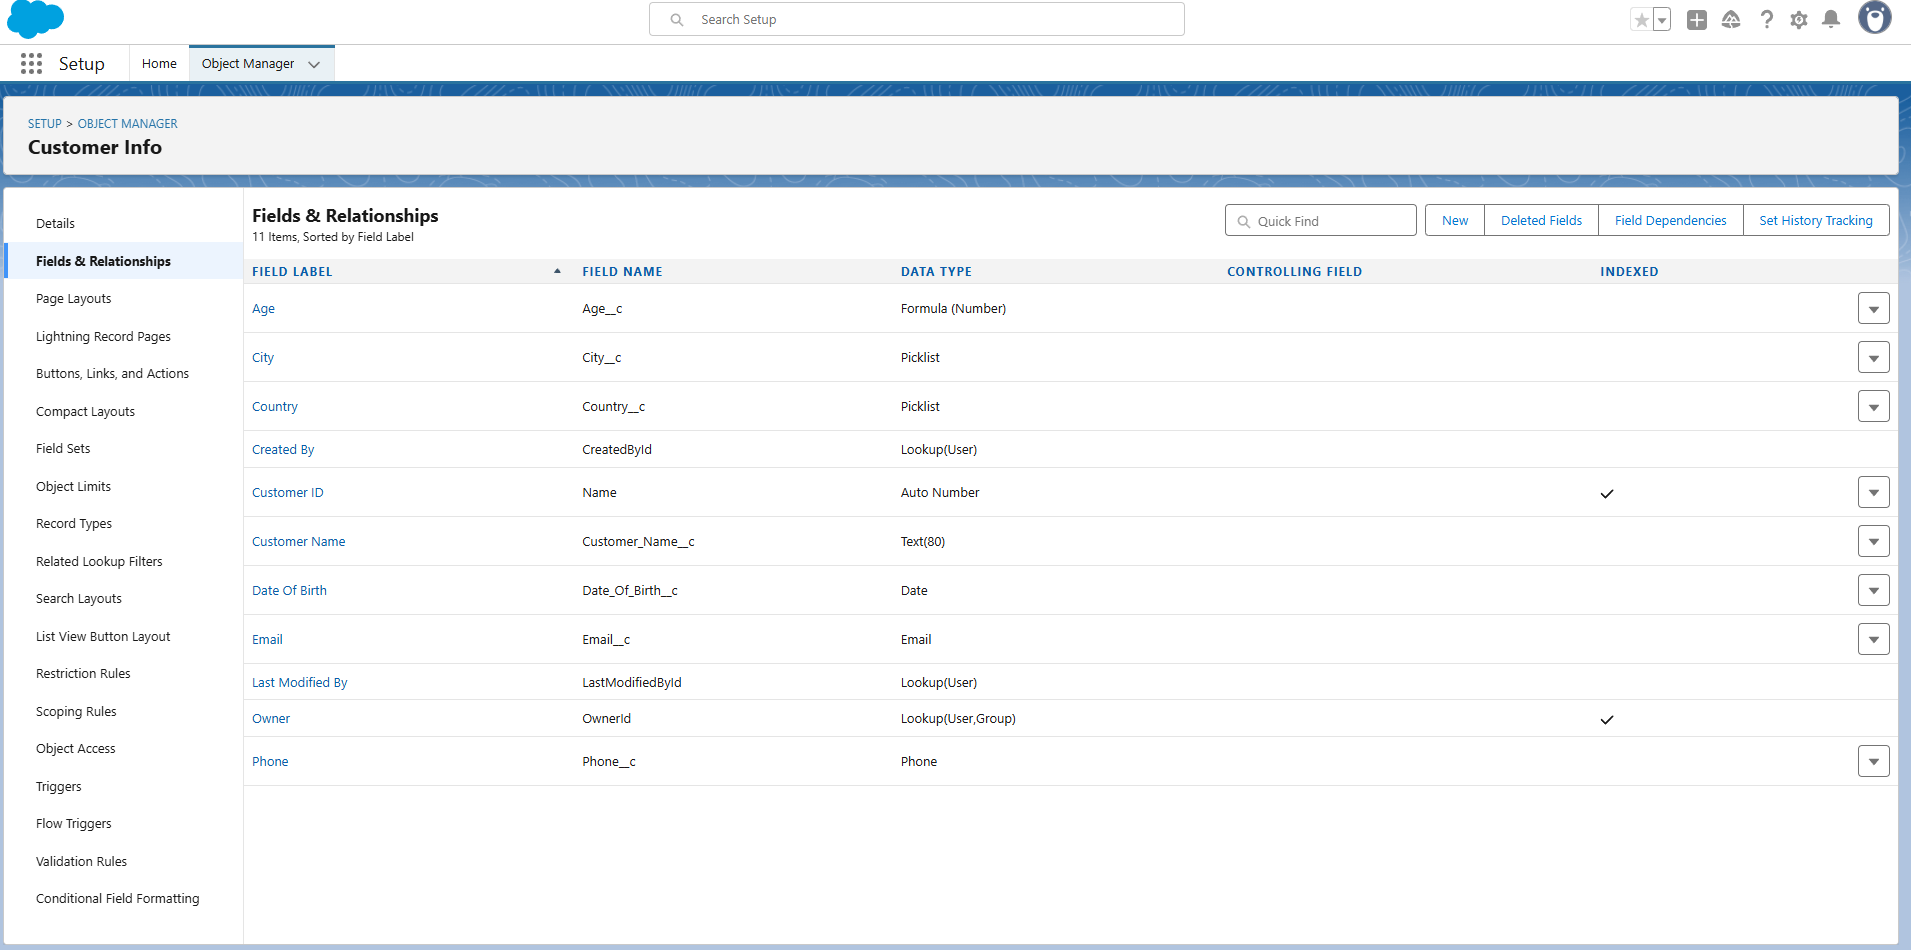 Search Setup
Setup Home Object Manager
SETUP > OBJECT MANAGER
Customer Info
Details
Fields & Relationships
Page Layouts
Lightning Record Pages
Buttons, Links, and Actions
Compact Layouts
Field Sets
Object Limits
Record Types
Related Lookup Filters
Search Layouts
List View Button Layout
Restriction Rules
Scoping Rules
Object Access
Triggers
Flow Triggers
Validation Rules
Conditional Field Formatting
Fields & Relationships
11 Items, Sorted by Field Label
Quick Find New Deleted Fields Field Dependencies Set History Tracking
FIELD LABEL FIELD NAME DATA TYPE CONTROLLING FIELD INDEXED
Age Age__c Formula (Number)
City City__c Picklist
Country Country__c Picklist
Created By CreatedById Lookup(User)
Customer ID Name Auto Number
Customer Name Customer_Name__c Text(80)
Date Of Birth Date_Of_Birth__c Date
Email Email__c Email
Last Modified By LastModifiedById Lookup(User)
Owner OwnerId Lookup(User,Group)
Phone Phone__c Phone